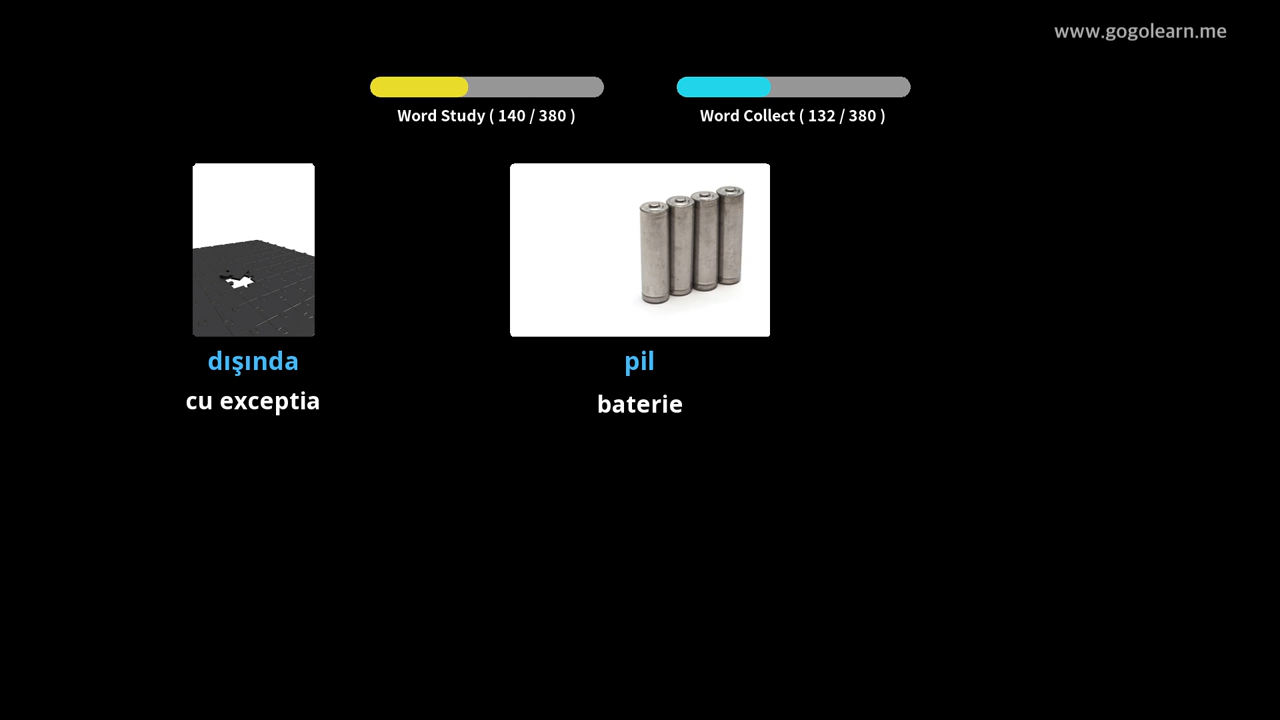 www.gogolearn.me
Word Study ( 140 / 380 )
Word Collect ( 132 / 380 )
dışında
cu exceptia
pil
baterie